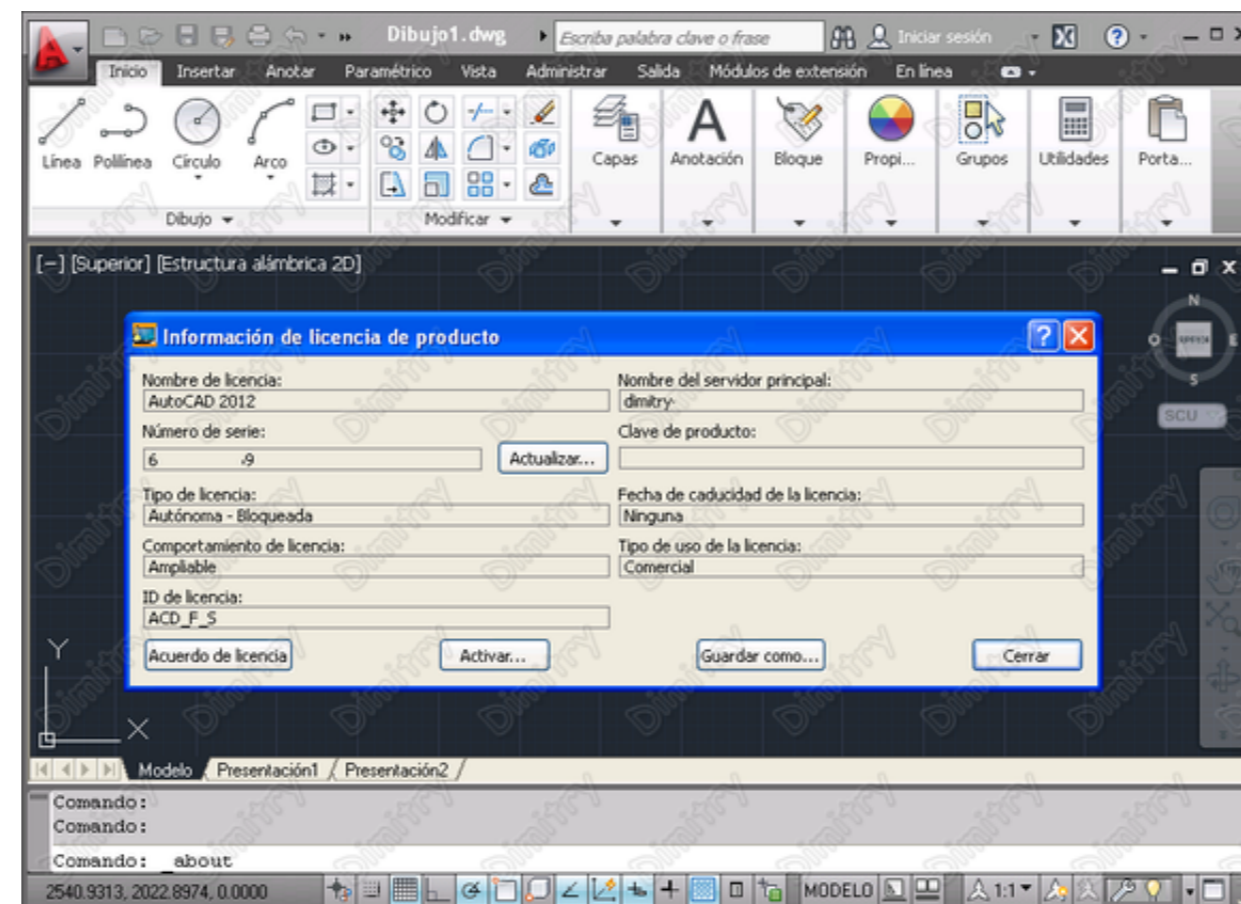 Dibujo1.dwg Escriba palabra clave o frase Iniciar sesión
Inicio Insertar Anotar Paramétrico Vista Administrar Salida Módulos de extensión En línea
Línea Polilínea Círculo Arco Capas Anotación Bloque Propi... Grupos Utilidades Porta...
Dibujo Modificar
[−] [Superior] [Estructura alámbrica 2D]
N
O E
S
SCU
Información de licencia de producto
Nombre de licencia: Nombre del servidor principal:
AutoCAD 2012 dimitry
Número de serie: Clave de producto:
6 9 Actualizar...
Tipo de licencia: Fecha de caducidad de la licencia:
Autónoma - Bloqueada Ninguna
Comportamiento de licencia: Tipo de uso de la licencia:
Ampliable Comercial
ID de licencia:
ACD_F_S
Acuerdo de licencia Activar... Guardar como... Cerrar
Y
X
Modelo Presentación1 Presentación2
Comando:
Comando:
Comando: _about
2540.9313, 2022.8974, 0.0000 MODELO 1:1
Dimitry